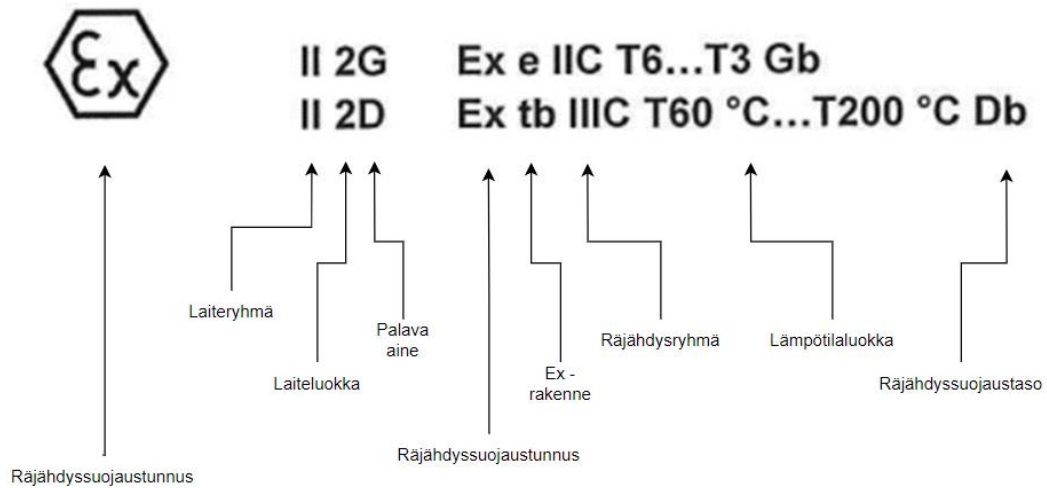 Ex
II 2G Ex e IIC T6...T3 Gb
II 2D Ex tb IIIC T60 °C...T200 °C Db
Laiteryhmä
Palava
aine
Räjähdysryhmä
Lämpötilaluokka
Laiteluokka
Ex -
rakenne
Räjähdyssuojaustaso
Räjähdyssuojaustunnus
Räjähdyssuojaustunnus